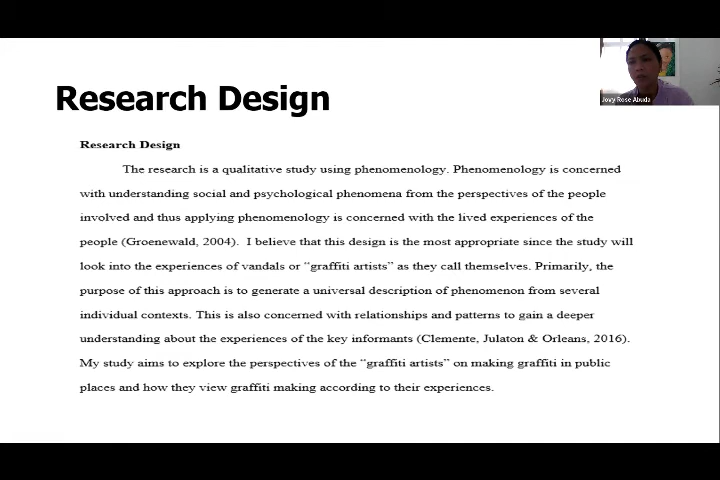 Research Design
Jovy Rose Abuda
Research Design
The research is a qualitative study using phenomenology. Phenomenology is concerned
with understanding social and psychological phenomena from the perspectives of the people
involved and thus applying phenomenology is concerned with the lived experiences of the
people (Groenewald, 2004).  I believe that this design is the most appropriate since the study will
look into the experiences of vandals or “graffiti artists” as they call themselves. Primarily, the
purpose of this approach is to generate a universal description of phenomenon from several
individual contexts. This is also concerned with relationships and patterns to gain a deeper
understanding about the experiences of the key informants (Clemente, Julaton & Orleans, 2016).
My study aims to explore the perspectives of the “graffiti artists” on making graffiti in public
places and how they view graffiti making according to their experiences.